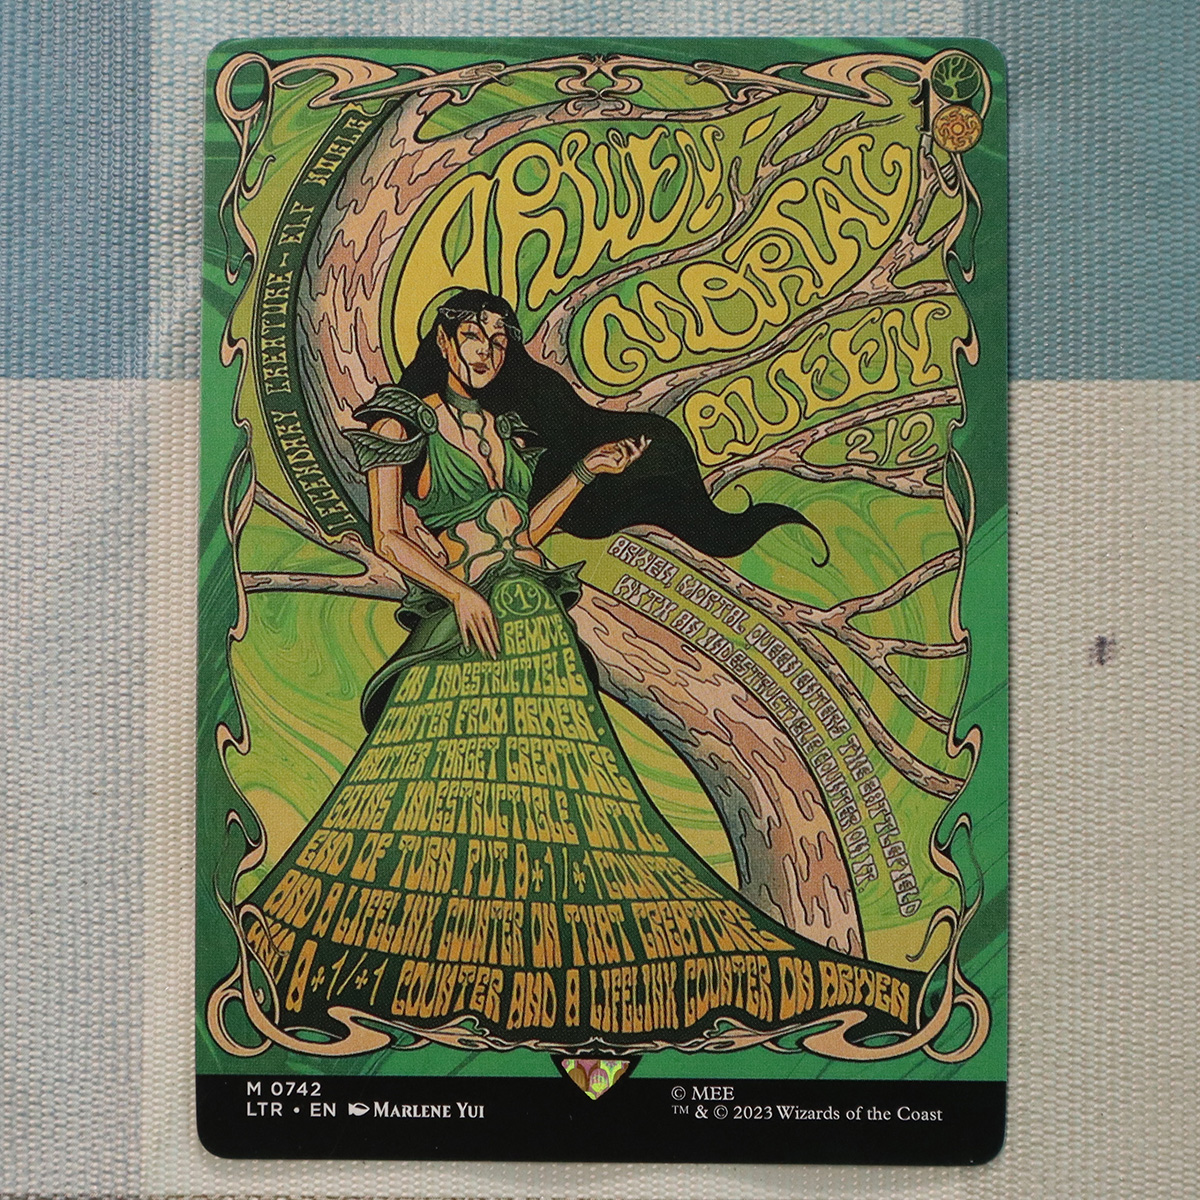 1
LEGENDARY CREATURE - ELF NOBLE
ARWEN,
MORTAL
QUEEN
2/2
ARWEN, MORTAL QUEEN ENTERS THE BATTLEFIELD
WITH AN INDESTRUCTIBLE COUNTER ON IT.
1
REMOVE
AN INDESTRUCTIBLE
COUNTER FROM ARWEN:
ANOTHER TARGET CREATURE
GAINS INDESTRUCTIBLE UNTIL
END OF TURN. PUT A +1/+1 COUNTER
AND A LIFELINK COUNTER ON THAT CREATURE
AND A +1/+1 COUNTER AND A LIFELINK COUNTER ON ARWEN
M 0742
LTR • EN MARLENE YUI
© MEE
™ & © 2023 Wizards of the Coast